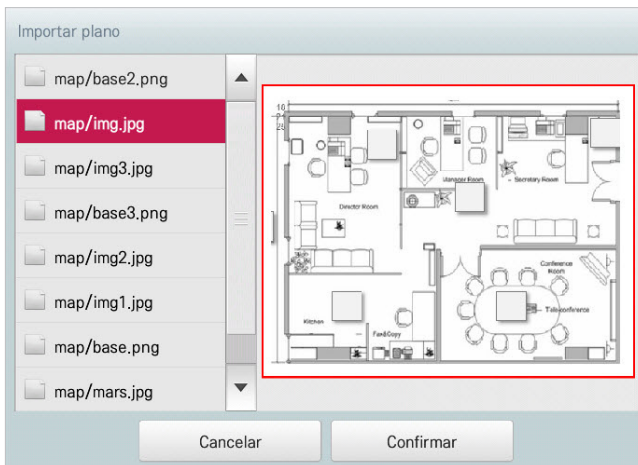 Importar plano
map/base2.png
map/img.jpg
map/img3.jpg
map/base3.png
map/img2.jpg
map/img1.jpg
map/base.png
map/mars.jpg
Director Room
Manager Room
Secretary Room
Conference Room
Teleconference
Kitchen
Fax&Copy
Cancelar
Confirmar